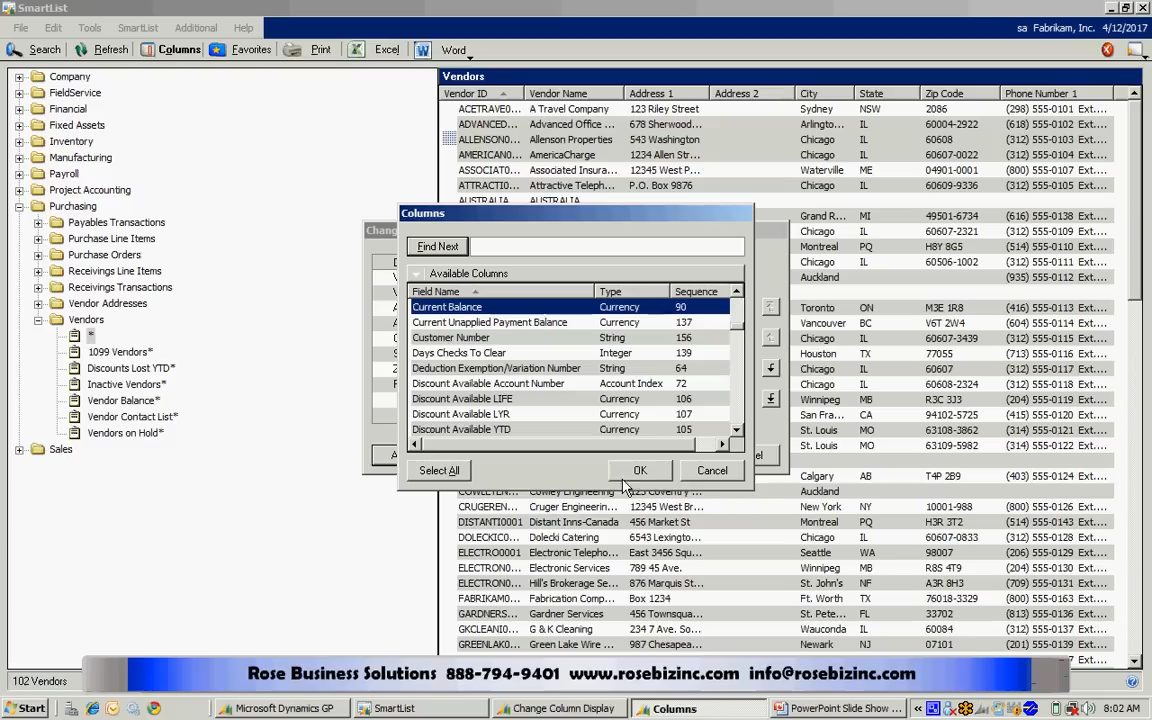 SmartList
File Edit Tools SmartList Additional Help
sa Fabrikam, Inc. 4/12/2017
Search Refresh Columns Favorites Print Excel Word
Company
FieldService
Financial
Fixed Assets
Inventory
Manufacturing
Payroll
Project Accounting
Purchasing
Payables Transactions
Purchase Line Items
Purchase Orders
Receivings Line Items
Receivings Transactions
Vendor Addresses
Vendors
*
1099 Vendors*
Discounts Lost YTD*
Inactive Vendors*
Vendor Balance*
Vendor Contact List*
Vendors on Hold*
Sales
Vendors
Vendor ID Vendor Name Address 1 Address 2 City State Zip Code Phone Number 1
ACETRAVE0... A Travel Company 123 Riley Street Sydney NSW 2086 (298) 555-0101 Ext....
ADVANCED... Advanced Office ... 678 Sherwood... Arlingto... IL 60004-2922 (618) 555-0102 Ext....
ALLENSON... Allenson Properties 543 Washington Chicago IL 60608 (312) 555-0103 Ext....
AMERICAN0... AmericaCharge 1234 Allen Str... Chicago IL 60607-0022 (312) 555-0104 Ext....
ASSOCIAT0... Associated Insura... 12345 West P... Waterville ME 04901-0001 (312) 555-0105 Ext....
ATTRACTI0... Attractive Teleph... P.O. Box 9876 Chicago IL 60609-9336 (312) 555-0106 Ext....
AUSTRALIA AUSTRALIA
Grand R... MI 49501-6734 (616) 555-0108 Ext....
Chicago IL 60607-2321 (312) 555-0109 Ext....
Montreal PQ H8Y 8G5 (514) 555-0110 Ext....
Chicago IL 60506-1002 (312) 555-0111 Ext....
Auckland (935) 555-0112 Ext....
Toronto ON M3E 1R8 (416) 555-0114 Ext....
Vancouver BC V6T 2W4 (604) 555-0115 Ext....
Houston TX 77055 (713) 555-0116 Ext....
Chicago IL 60607-3439 (312) 555-0117 Ext....
Winnipeg MB R3C 3J3 (204) 555-0118 Ext....
San Fra... CA 94102-5725 (415) 555-0119 Ext....
St. Louis MO 63108-3862 (314) 555-0120 Ext....
St. Louis MO 63109-5982 (314) 555-0121 Ext....
Calgary AB T4P 2B9 (403) 555-0124 Ext....
Auckland
CRUGEREN... Cruger Engineerin... 12345 West Br... New York NY 10001-988 (800) 555-0126 Ext....
DISTANTI0001 Distant Inns-Canada 456 Market St Montreal PQ H3R 3T2 (514) 555-0143 Ext....
DOLECKIC0... Dolecki Catering 6543 Lexingto... Chicago IL 60607-0833 (312) 555-0128 Ext....
ELECTRO0001 Electronic Telepho... East 3456 Squ... Seattle WA 98007 (206) 555-0129 Ext....
ELECTRON0... Electronic Services 789 45 Ave. Winnipeg MB R8S 4T9 (204) 555-0130 Ext....
ELECTRON0... Hill's Brokerage Se... 876 Marquis St... St. John's NF A3R 8H3 (709) 555-0131 Ext....
FABRIKAM0... Fabrication Comp... Box 1234 Ft. Worth TX 76018-3329 (800) 555-0163 Ext....
GARDNERS... Gardner Services 456 Townsqua... St. Pete... FL 33702 (813) 555-0136 Ext....
GKCLEANI0... G & K Cleaning 234 7 Ave. So... Wauconda IL 60084 (312) 555-0137 Ext....
GREENLAK... Green Lake Wire ... 987 Chesapea... Newark NJ 07101 (312) 555-0138 Ext....
Columns
Find Next
Available Columns
Field Name Type Sequence
Current Balance Currency 90
Current Unapplied Payment Balance Currency 137
Customer Number String 156
Days Checks To Clear Integer 139
Deduction Exemption/Variation Number String 64
Discount Available Account Number Account Index 72
Discount Available LIFE Currency 106
Discount Available LYR Currency 107
Discount Available YTD Currency 105
Select All OK Cancel
102 Vendors
Rose Business Solutions 888-794-9401 www.rosebizinc.com info@rosebizinc.com
Start Microsoft Dynamics GP SmartList Change Column Display Columns PowerPoint Slide Show ... 8:02 AM